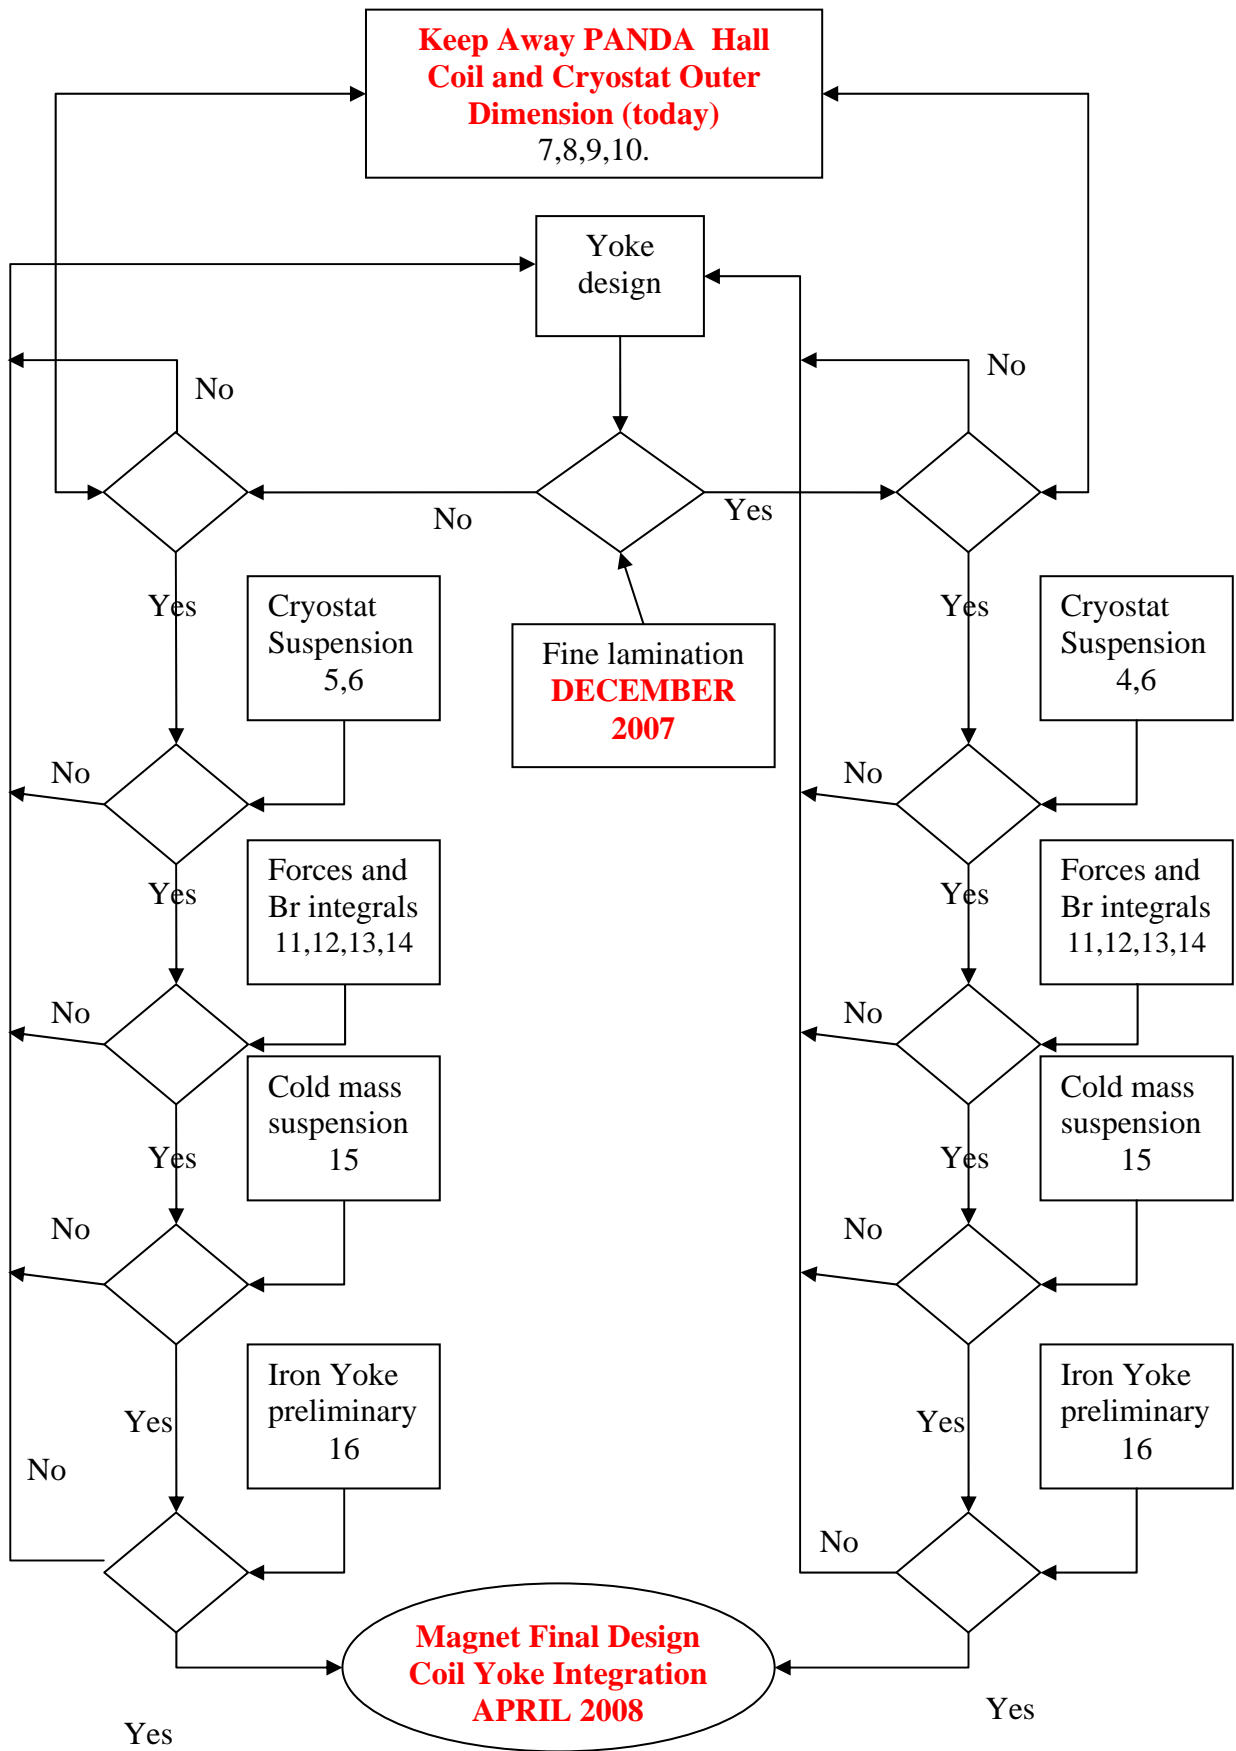 Keep Away PANDA Hall
Coil and Cryostat Outer
Dimension (today)
7,8,9,10.
Yoke
design
No
No
No
Yes
Yes
Cryostat
Suspension
5,6
Fine lamination
DECEMBER
2007
Yes
Cryostat
Suspension
4,6
No
No
Yes
Forces and
Br integrals
11,12,13,14
Yes
Forces and
Br integrals
11,12,13,14
No
No
Yes
Cold mass
suspension
15
Yes
Cold mass
suspension
15
No
No
Yes
Iron Yoke
preliminary
16
Yes
Iron Yoke
preliminary
16
No
No
Magnet Final Design
Coil Yoke Integration
APRIL 2008
Yes
Yes